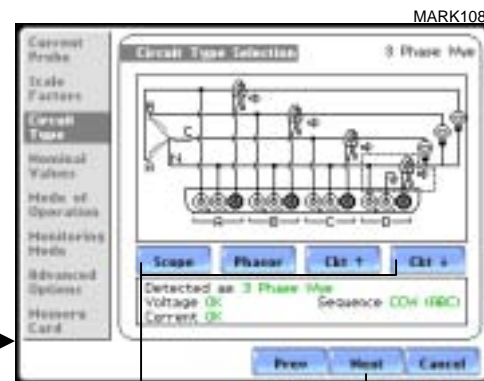 MARK108
Current
Probe
Scale
Factors
Circuit
Type
Nominal
Values
Mode of
Operation
Monitoring
Mode
Advanced
Options
Memory
Card
Circuit Type Selection
3 Phase Wye
A
C
N
B
A B C D
Scope Phasor Ckt ↑ Ckt ↓
Detected as 3 Phase Wye
Voltage OK Sequence CCW (ABC)
Current OK
Prev Next Cancel